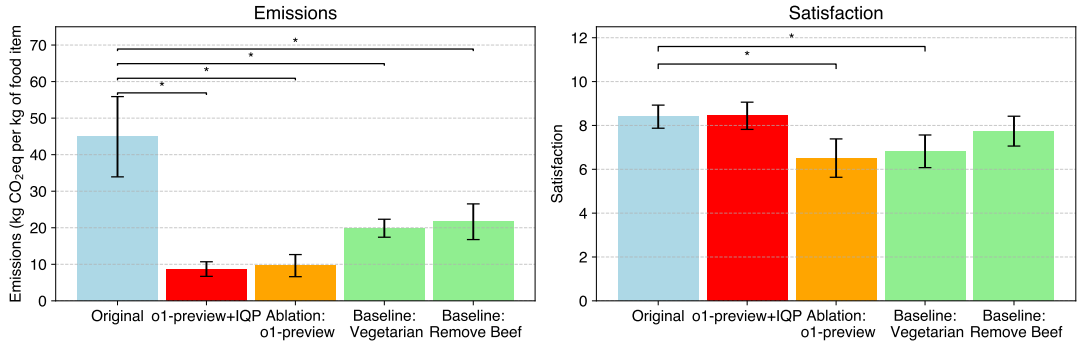 Emissions
Emissions (kg CO₂eq per kg of food item
70
60
50
40
30
20
10
0
*
*
*
*
Original o1-preview+IQP Ablation: Baseline: Baseline:
o1-preview Vegetarian Remove Beef
Satisfaction
Satisfaction
12
10
8
6
4
2
0
*
*
Original o1-preview+IQP Ablation: Baseline: Baseline:
o1-preview Vegetarian Remove Beef